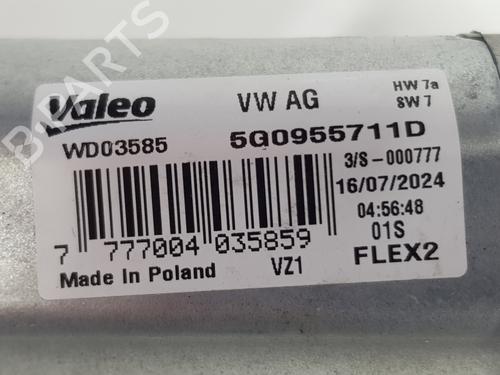 Valeo
VW AG
HW 7a
SW 7
WD03585
5Q0955711D
3/S-000777
16/07/2024
04:56:48
01S
FLEX2
7 777004 035859
Made In Poland
VZ1
B-PARTS